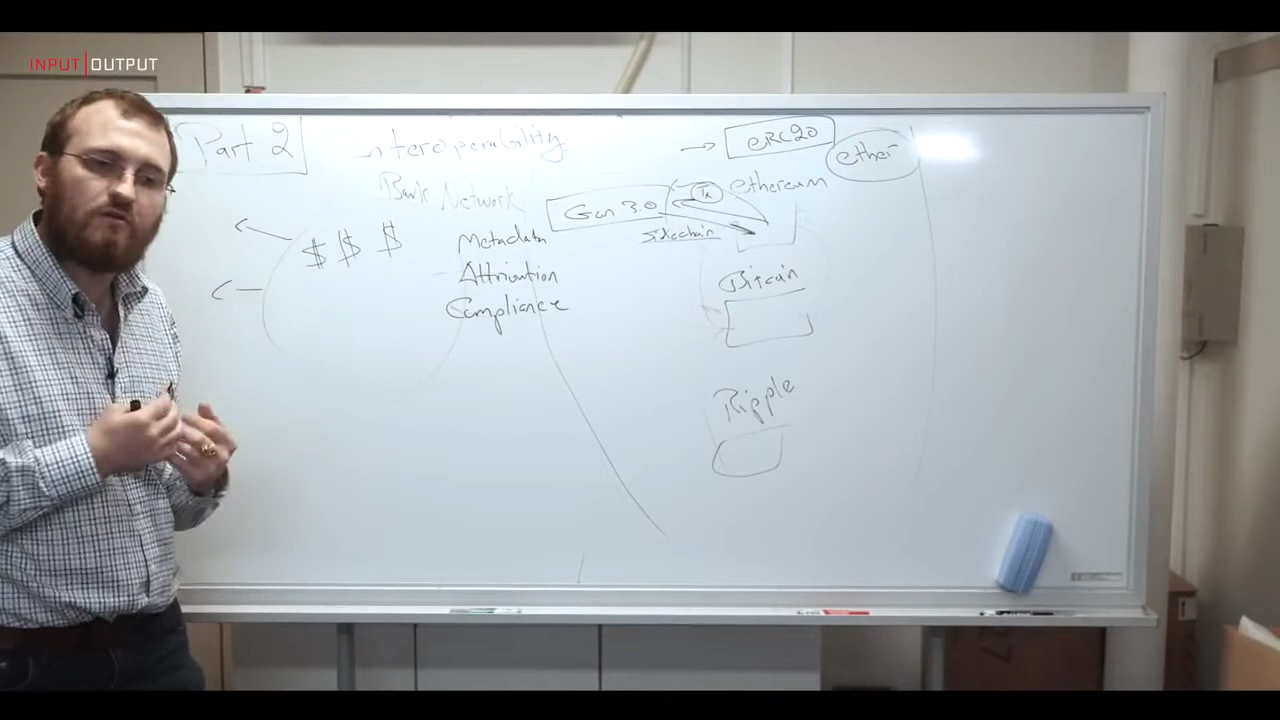 INPUT|OUTPUT
Part 2
nteroperability
Bank Network
$ $ $
Metadata
Attribution
Compliance
→ ERC20
ether
ethereum
Gen 3.0
Tx
Sidechain
Bitcoin
Ripple